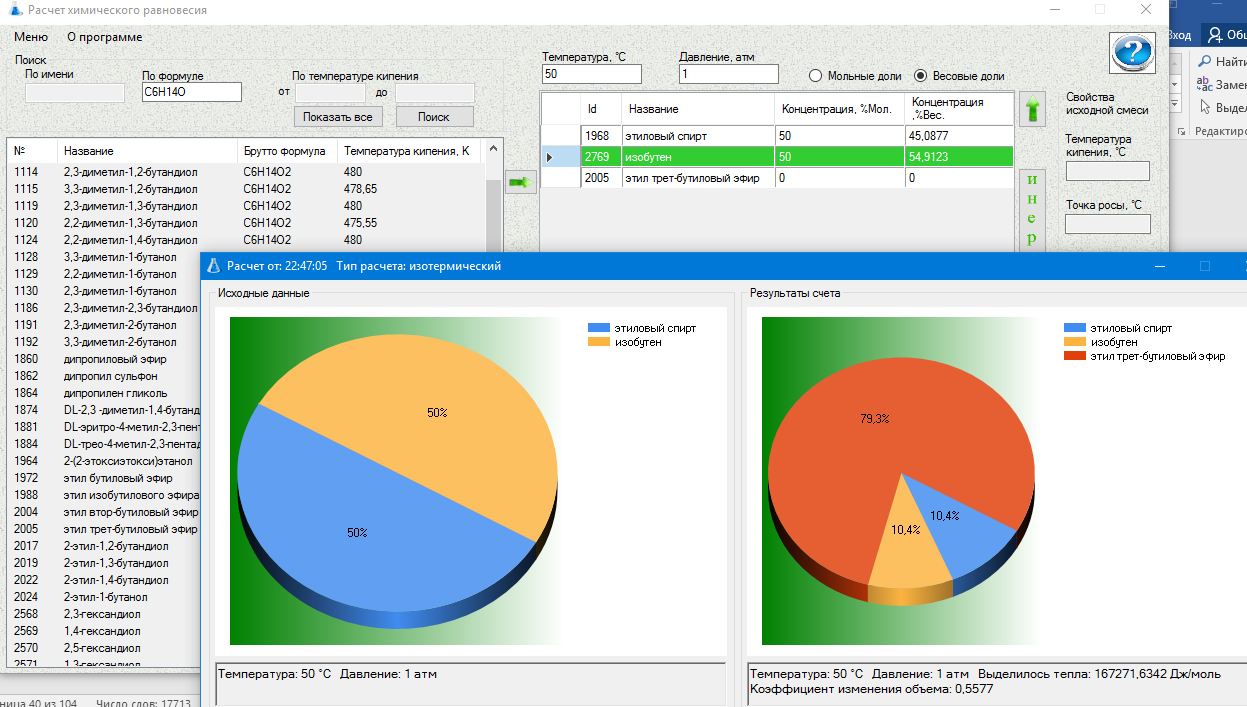 Расчет химического равновесия
Меню О программе
Поиск
По имени
По формуле
C6H14O
По температуре кипения
от до
Показать все
Поиск
Температура, °С
50
Давление, атм
1
Мольные доли
Весовые доли
№ Название Брутто формула Температура кипения, К
1114 2,3-диметил-1,2-бутандиол C6H14O2 480
1115 3,3-диметил-1,2-бутандиол C6H14O2 478,65
1119 2,3-диметил-1,3-бутандиол C6H14O2 480
1120 2,2-диметил-1,3-бутандиол C6H14O2 475,55
1124 2,2-диметил-1,4-бутандиол C6H14O2 480
1128 3,3-диметил-1-бутанол
1129 2,2-диметил-1-бутанол
1130 2,3-диметил-1-бутанол
1186 2,3-диметил-2,3-бутандиол
1191 2,3-диметил-2-бутанол
1192 3,3-диметил-2-бутанол
1860 дипропиловый эфир
1862 дипропил сульфон
1864 дипропилен гликоль
1874 DL-2,3 -диметил-1,4-бутанд
1881 DL-эритро-4-метил-2,3-пент
1884 DL-трео-4-метил-2,3-пентад
1964 2-(2-этоксиэтокси)этанол
1972 этил бутиловый эфир
1988 этил изобутилового эфира
2004 этил втор-бутиловый эфир
2005 этил трет-бутиловый эфир
2017 2-этил-1,2-бутандиол
2019 2-этил-1,3-бутандиол
2022 2-этил-1,4-бутандиол
2024 2-этил-1-бутанол
2568 2,3-гександиол
2569 1,4-гександиол
2570 2,5-гександиол
2571 1,3-гександиол
Id Название Концентрация, %Мол. Концентрация ,%Вес.
1968 этиловый спирт 50 45,0877
2769 изобутен 50 54,9123
2005 этил трет-бутиловый эфир 0 0
и
н
е
р
Свойства
исходной смеси
Температура
кипения, °С
Точка росы, °С
Вход
Общ
Найти
Замен
Выдел
Редактиро
Расчет от: 22:47:05 Тип расчета: изотермический
Исходные данные
этиловый спирт
изобутен
50%
50%
Температура: 50 °С Давление: 1 атм
Результаты счета
этиловый спирт
изобутен
этил трет-бутиловый эфир
79,3%
10,4%
10,4%
Температура: 50 °С Давление: 1 атм Выделилось тепла: 167271,6342 Дж/моль
Коэффициент изменения объема: 0,5577
ница 40 из 104 Число слов: 17713